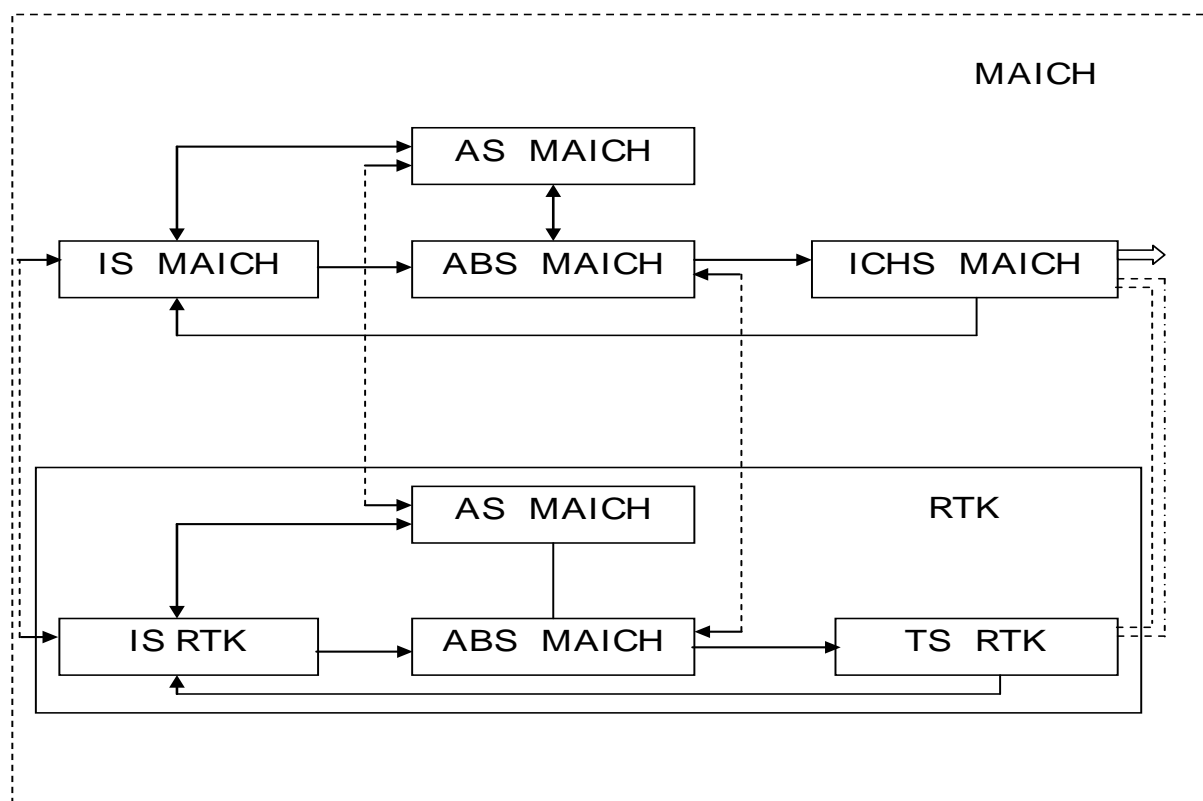 MAICH
AS MAICH
IS MAICH
ABS MAICH
ICHS MAICH
AS MAICH
RTK
IS RTK
ABS MAICH
TS RTK